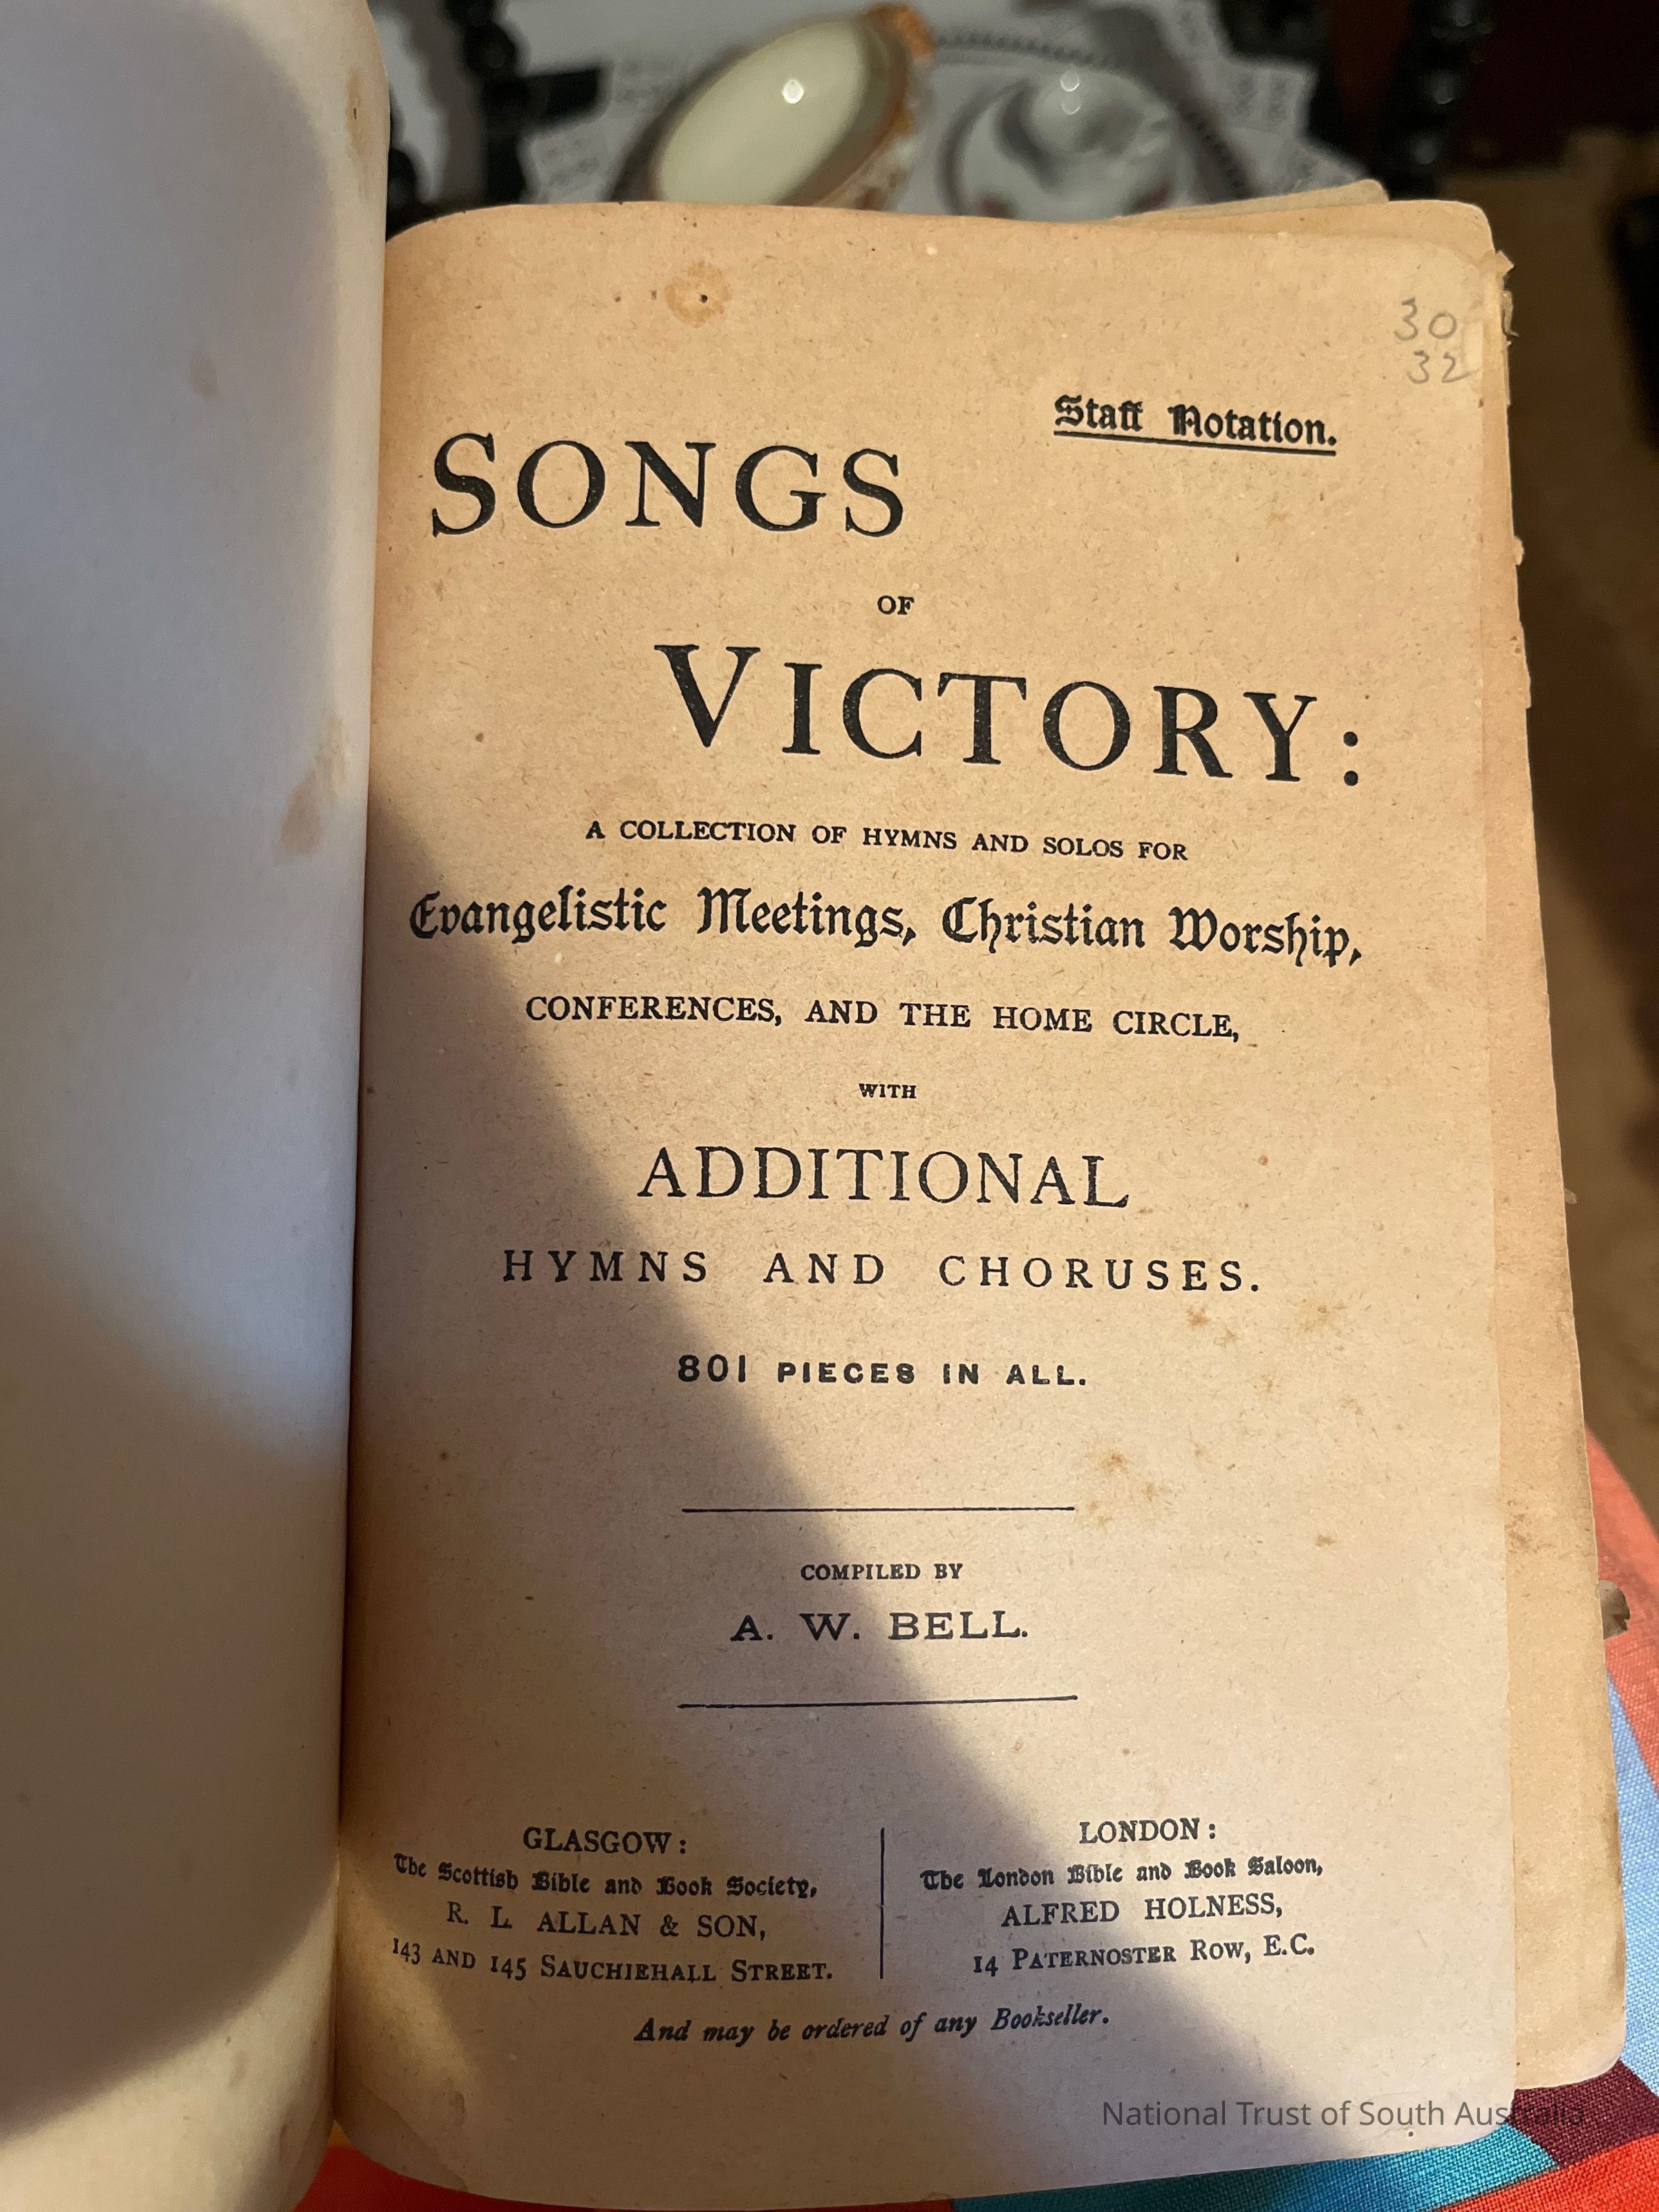 30
32
Staff Notation.
SONGS
OF
VICTORY:
A COLLECTION OF HYMNS AND SOLOS FOR
Evangelistic Meetings, Christian Worship,
CONFERENCES, AND THE HOME CIRCLE,
WITH
ADDITIONAL
HYMNS AND CHORUSES.
801 PIECES IN ALL.
COMPILED BY
A. W. BELL.
GLASGOW:
The Scottish Bible and Book Society,
R. L. ALLAN & SON,
143 AND 145 SAUCHIEHALL STREET.
LONDON:
The London Bible and Book Saloon,
ALFRED HOLNESS,
14 PATERNOSTER ROW, E.C.
And may be ordered of any Bookseller.
National Trust of South Australia